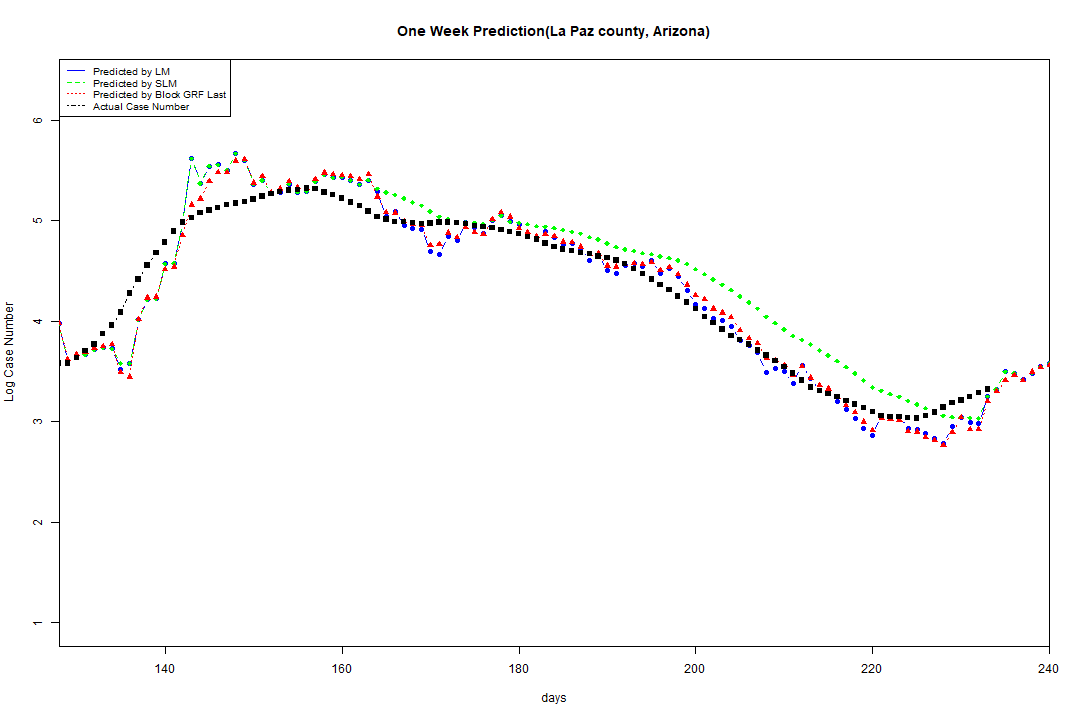 One Week Prediction(La Paz county, Arizona)
Predicted by LM
Predicted by SLM
Predicted by Block GRF Last
Actual Case Number
6
5
4
3
2
1
Log Case Number
140 160 180 200 220 240
days